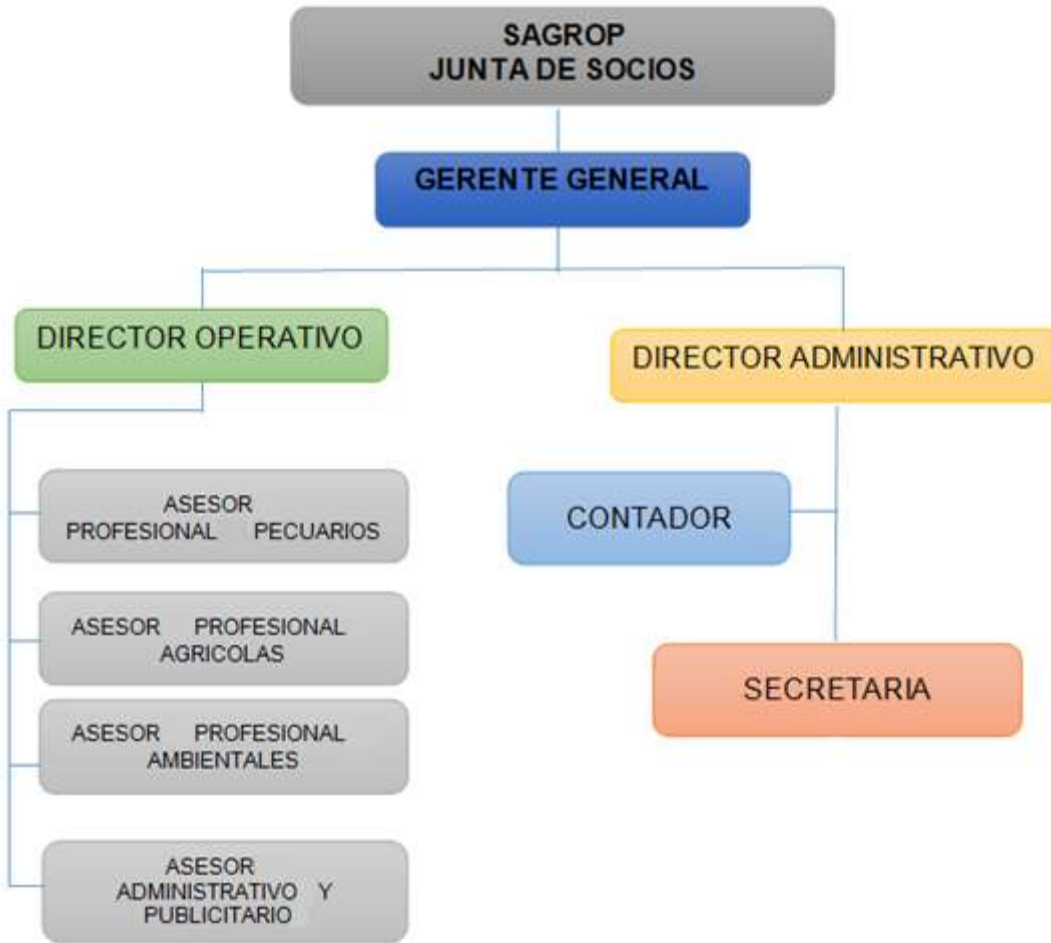 SAGROP
JUNTA DE SOCIOS
GERENTE GENERAL
DIRECTOR OPERATIVO
DIRECTOR ADMINISTRATIVO
ASESOR
PROFESIONAL PECUARIOS
CONTADOR
ASESOR PROFESIONAL
AGRICOLAS
SECRETARIA
ASESOR PROFESIONAL
AMBIENTALES
ASESOR
ADMINISTRATIVO Y
PUBLICITARIO